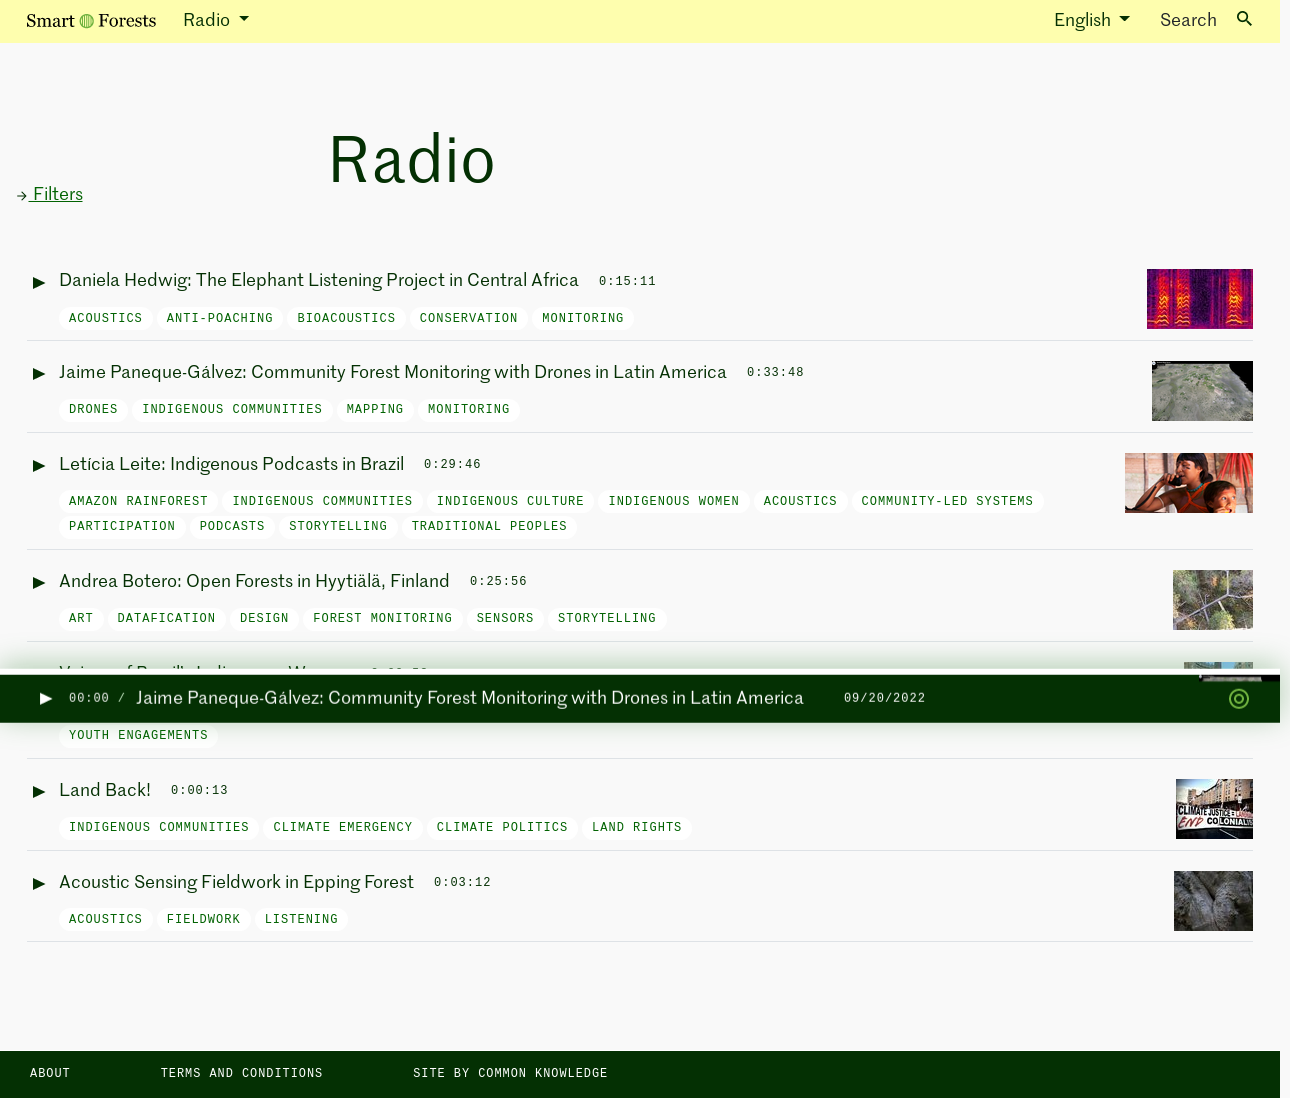 Smart Forests Radio English Search
Radio
→ Filters
Daniela Hedwig: The Elephant Listening Project in Central Africa 0:15:11
ACOUSTICS ANTI-POACHING BIOACOUSTICS CONSERVATION MONITORING
Jaime Paneque-Gálvez: Community Forest Monitoring with Drones in Latin America 0:33:48
DRONES INDIGENOUS COMMUNITIES MAPPING MONITORING
Letícia Leite: Indigenous Podcasts in Brazil 0:29:46
AMAZON RAINFOREST INDIGENOUS COMMUNITIES INDIGENOUS CULTURE INDIGENOUS WOMEN ACOUSTICS COMMUNITY-LED SYSTEMS
PARTICIPATION PODCASTS STORYTELLING TRADITIONAL PEOPLES
Andrea Botero: Open Forests in Hyytiälä, Finland 0:25:56
ART DATAFICATION DESIGN FOREST MONITORING SENSORS STORYTELLING
00:00 / Jaime Paneque-Gálvez: Community Forest Monitoring with Drones in Latin America 09/20/2022
YOUTH ENGAGEMENTS
Land Back! 0:00:13
CLIMATE JUSTICE =
END COLONIALIS
INDIGENOUS COMMUNITIES CLIMATE EMERGENCY CLIMATE POLITICS LAND RIGHTS
Acoustic Sensing Fieldwork in Epping Forest 0:03:12
ACOUSTICS FIELDWORK LISTENING
ABOUT TERMS AND CONDITIONS SITE BY COMMON KNOWLEDGE